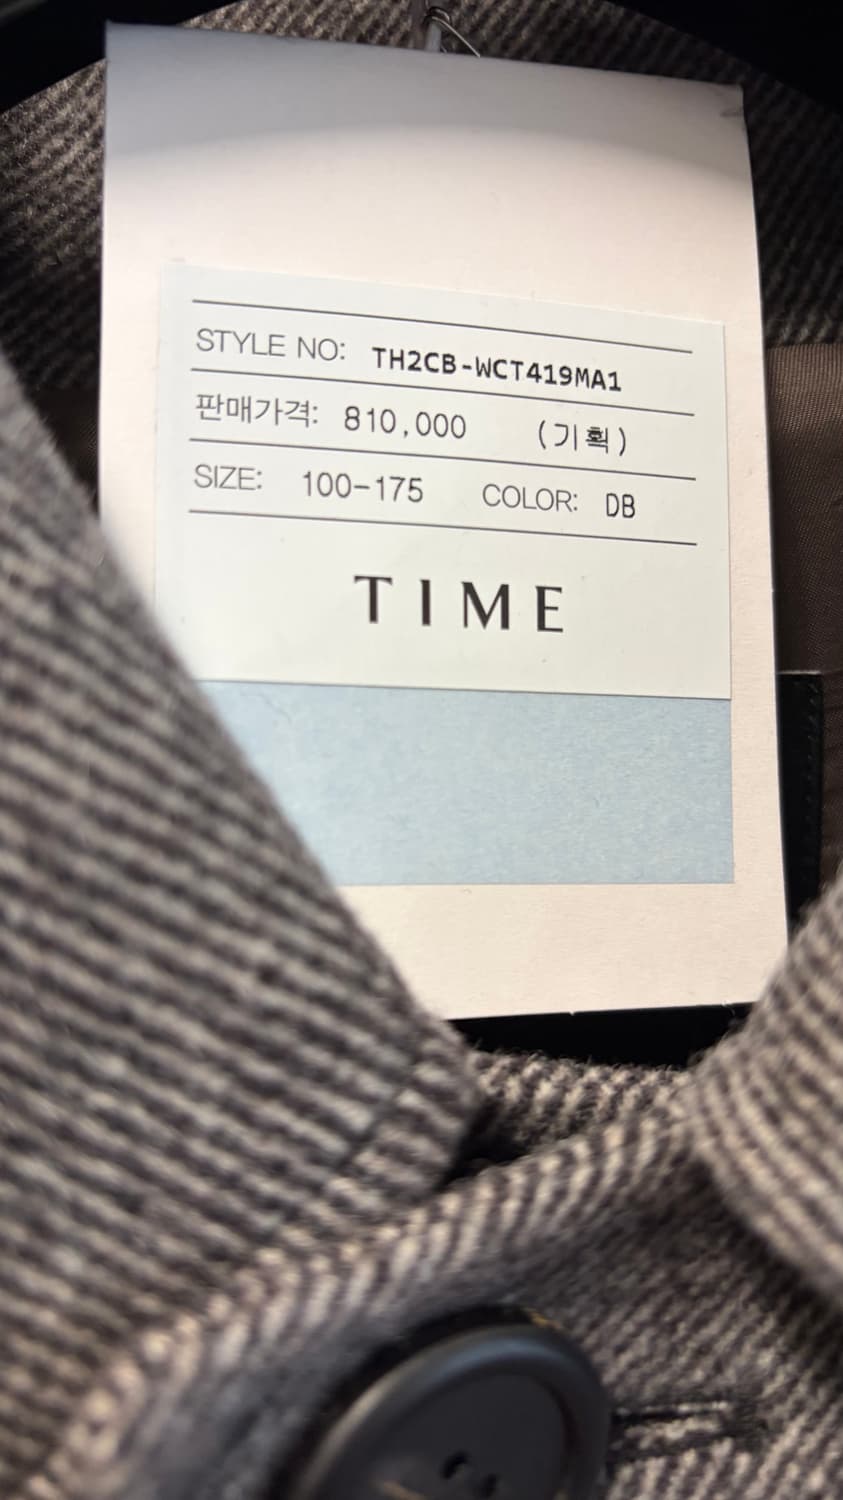 STYLE NO: TH2CB-WCT419MA1
판매가격: 810,000 (기획)
SIZE: 100-175 COLOR: DB
TIME